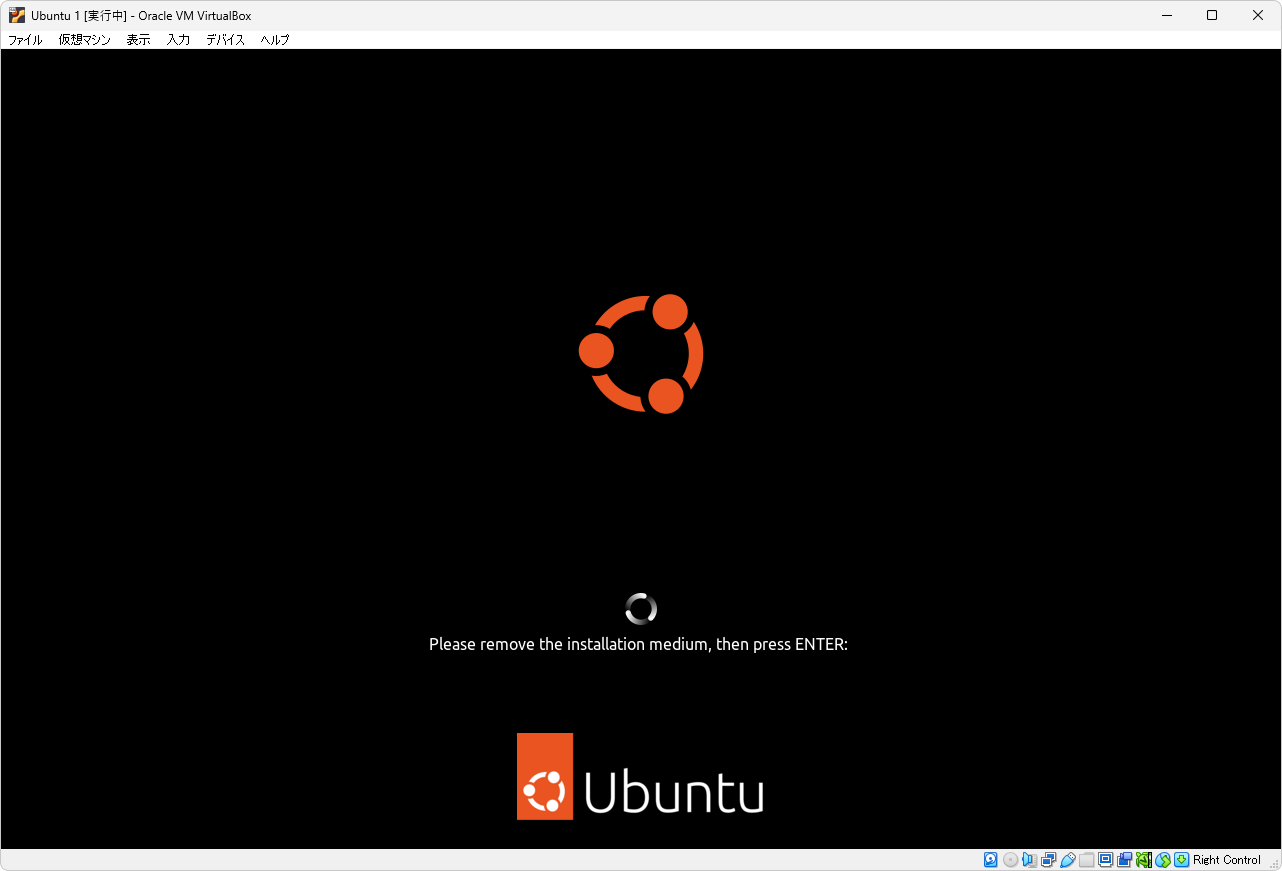 Ubuntu 1 [実行中] - Oracle VM VirtualBox
ファイル 仮想マシン 表示 入力 デバイス ヘルプ
Please remove the installation medium, then press ENTER:
Ubuntu
Right Control